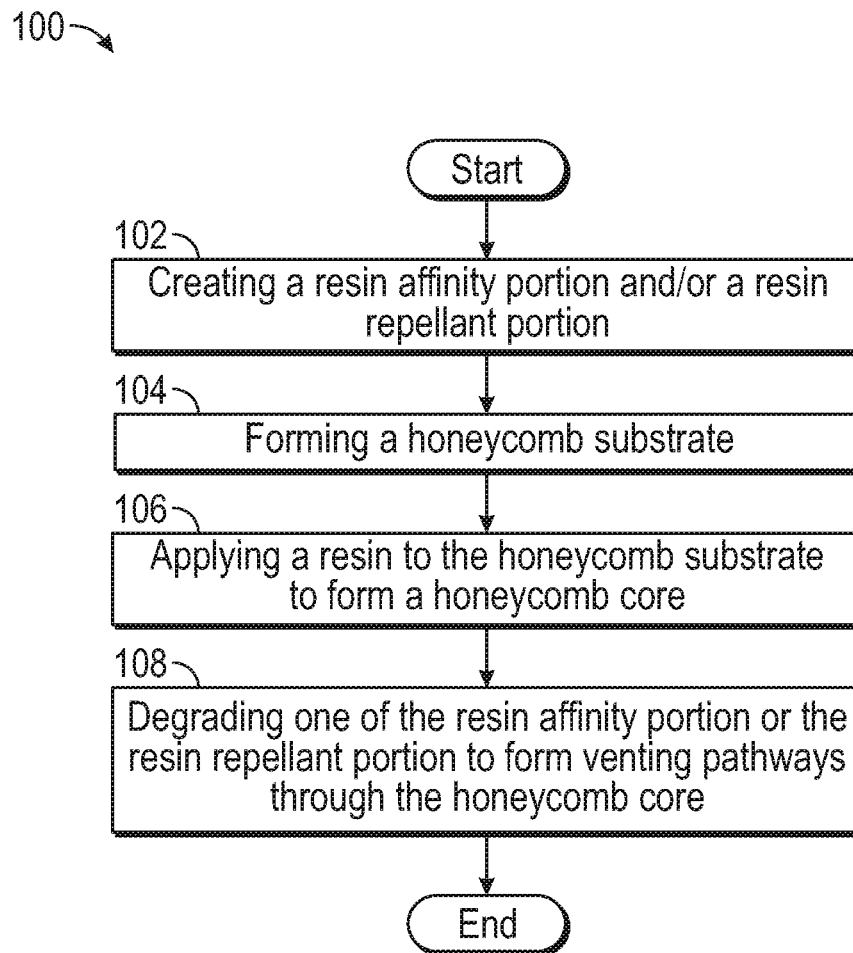 100
Start
102
Creating a resin affinity portion and/or a resin
repellant portion
104
Forming a honeycomb substrate
106
Applying a resin to the honeycomb substrate
to form a honeycomb core
108
Degrading one of the resin affinity portion or the
resin repellant portion to form venting pathways
through the honeycomb core
End